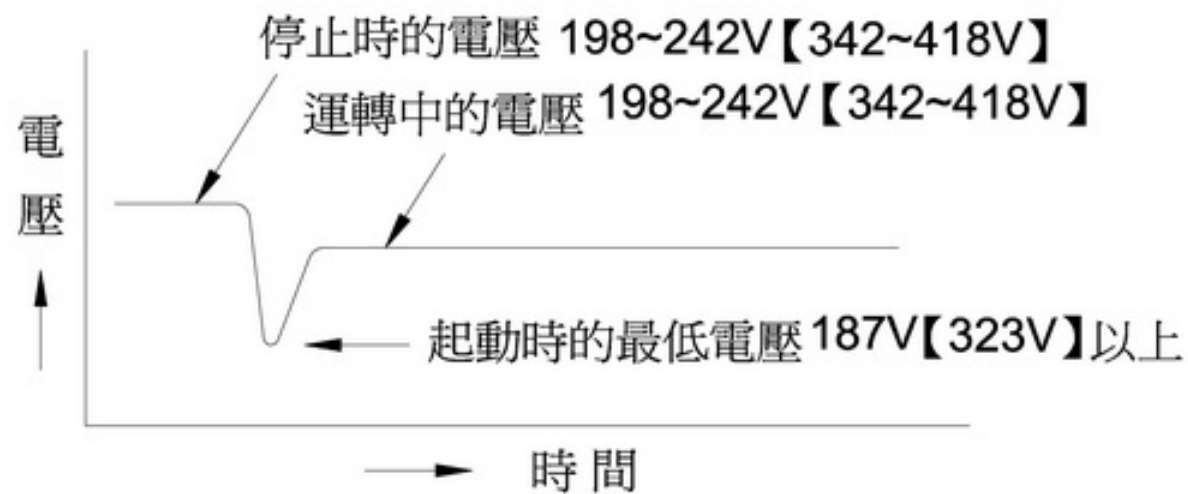 停止時的電壓 198~242V【342~418V】
運轉中的電壓 198~242V【342~418V】
電壓
起動時的最低電壓 187V【323V】以上
時間